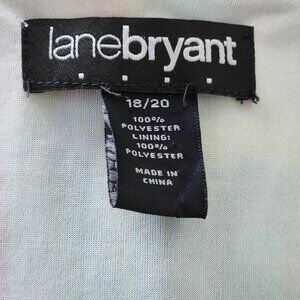 lanebryant
18/20
100%
POLYESTER
LINING:
100%
POLYESTER
MADE IN
CHINA